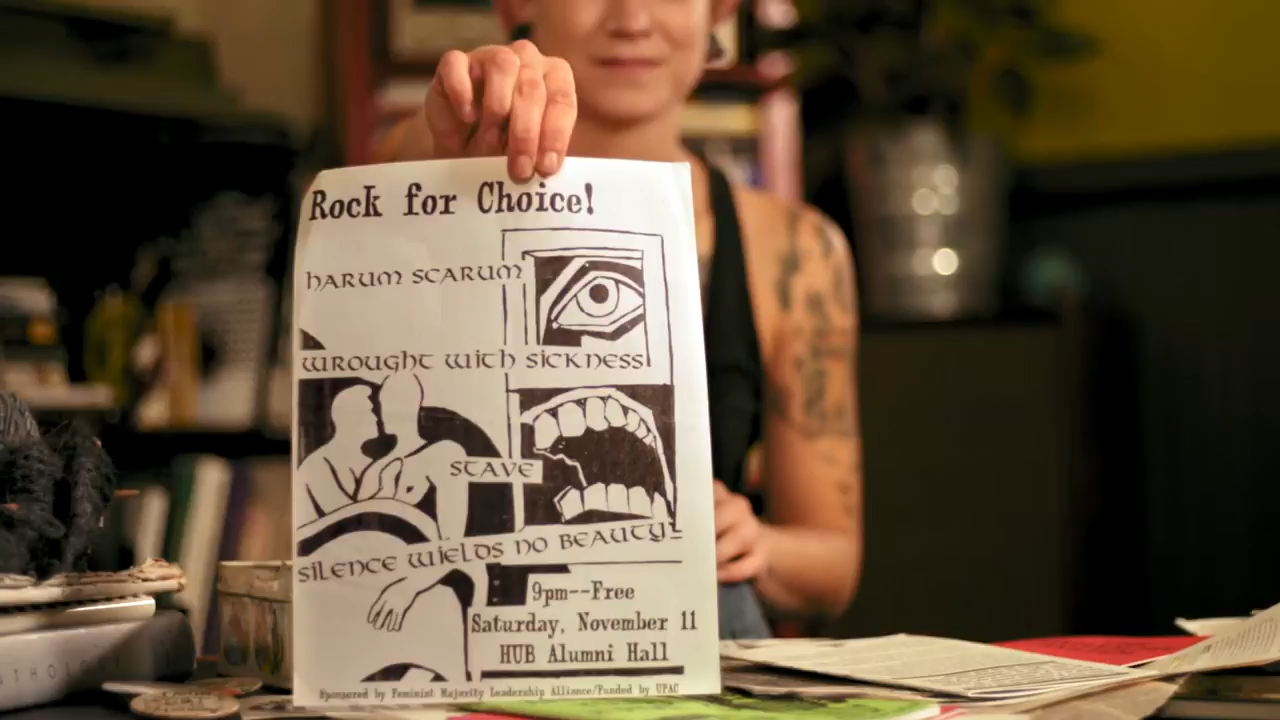 Rock for Choice!
HARUM SCARUM
WROUGHT WITH SICKNESS
STAVE
SILENCE WIELDS NO BEAUTY
9pm--Free
Saturday, November 11
HUB Alumni Hall
Sponsored by Feminist Majority Leadership Alliance/Funded by UPAC